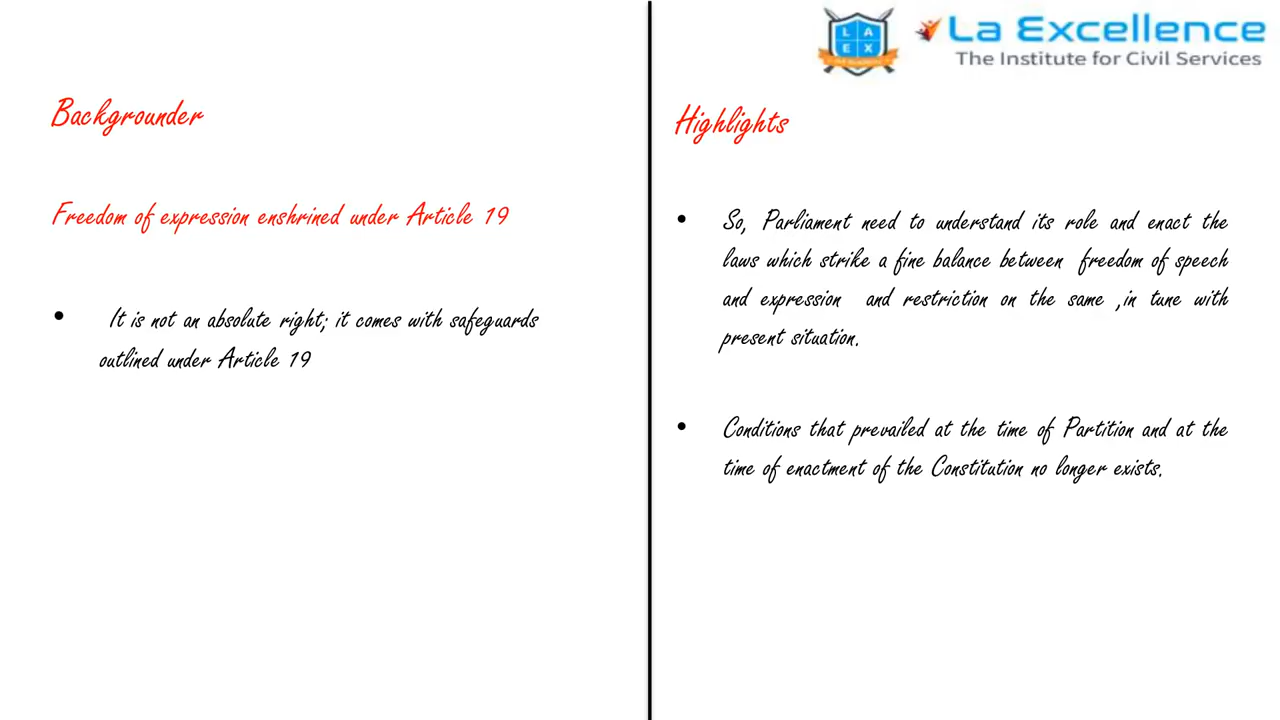 LA
EX
La Excellence
The Institute for Civil Services
Backgrounder
Freedom of expression enshrined under Article 19
• It is not an absolute right; it comes with safeguards
outlined under Article 19
Highlights
• So, Parliament need to understand its role and enact the
laws which strike a fine balance between freedom of speech
and expression and restriction on the same ,in tune with
present situation.
• Conditions that prevailed at the time of Partition and at the
time of enactment of the Constitution no longer exists.